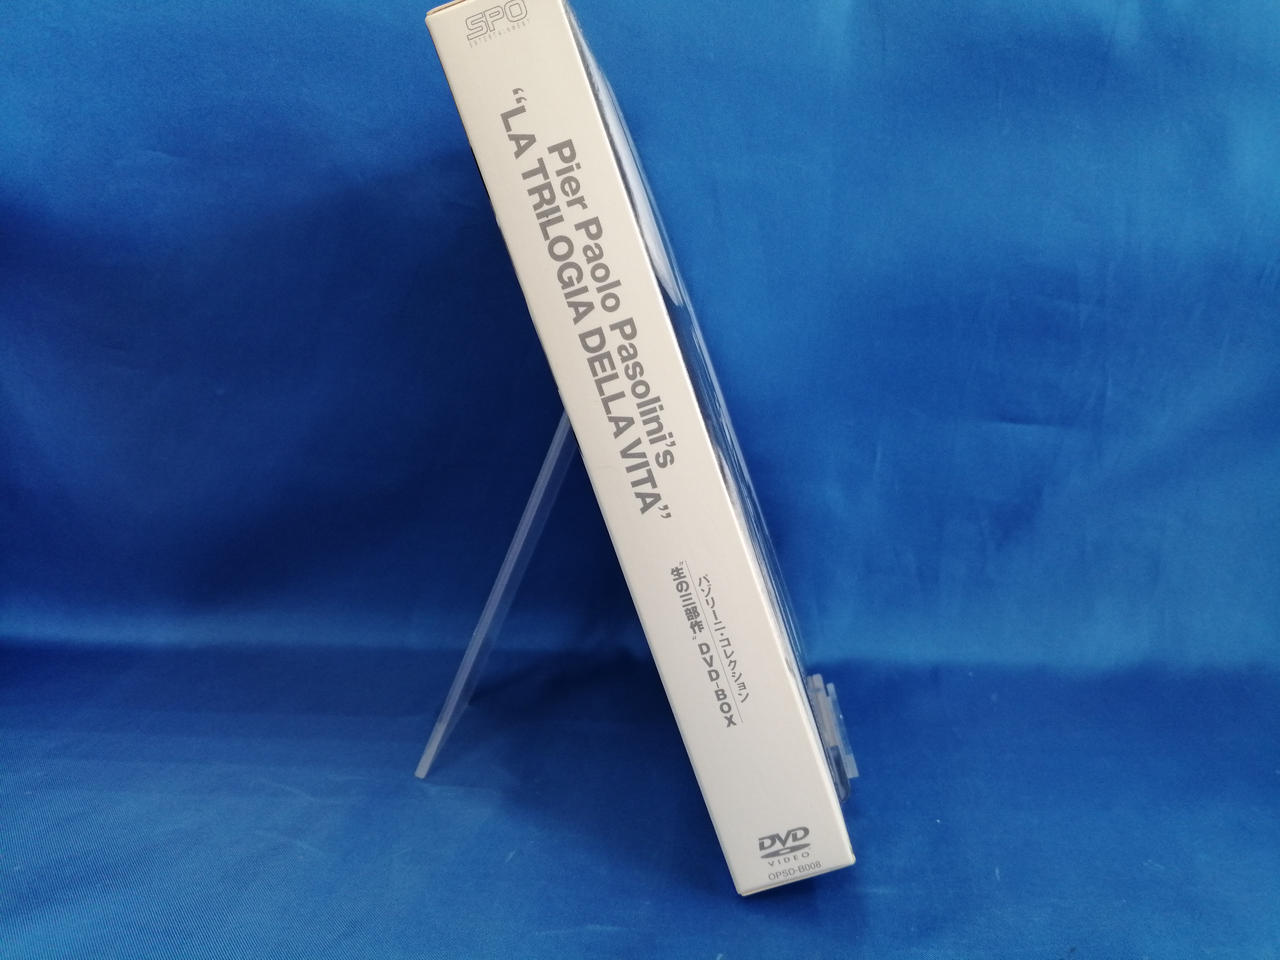 SPO
ENTERTAINMENT
Pier Paolo Pasolini's
“LA TRILOGIA DELLA VITA”
パゾリーニ・コレクション
“生の三部作” DVD-BOX
DVD
VIDEO
OPSD-B008